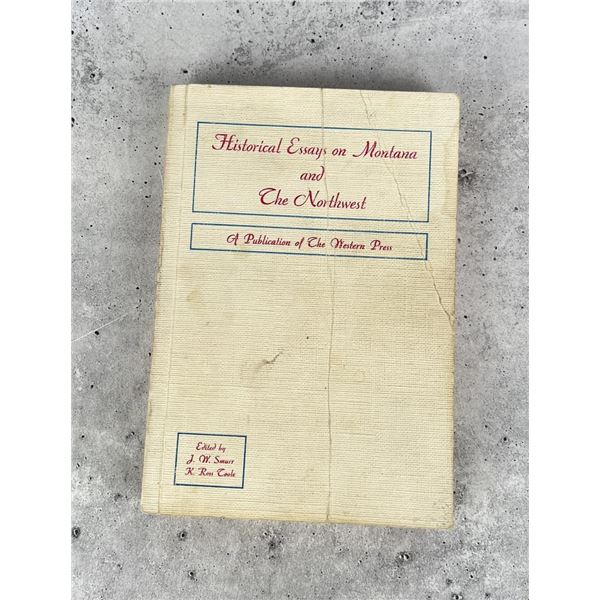 Historical Essays on Montana
and
The Northwest
A Publication of The Western Press
Edited by
J. W. Smurr
K. Ross Toole